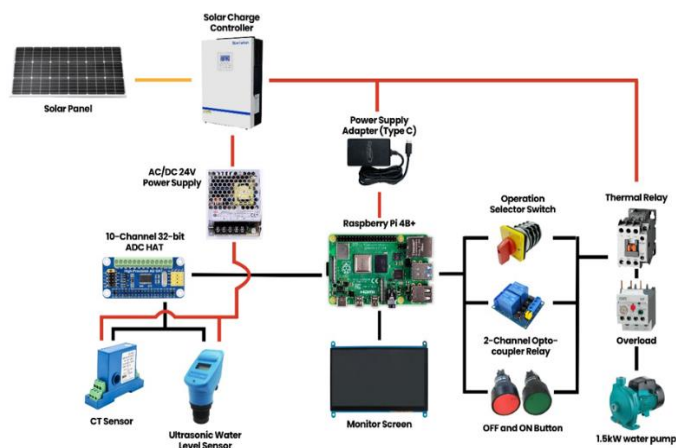 Solar Charge
Controller
Solar Panel
Power Supply
Adapter (Type C)
AC/DC 24V
Power Supply
Operation
Selector Switch
Thermal Relay
10-Channel 32-bit
ADC HAT
Raspberry Pi 4B+
2-Channel Opto-
coupler Relay
Overload
CT Sensor
Ultrasonic Water
Level Sensor
Monitor Screen
OFF and ON Button
1.5kW water pump